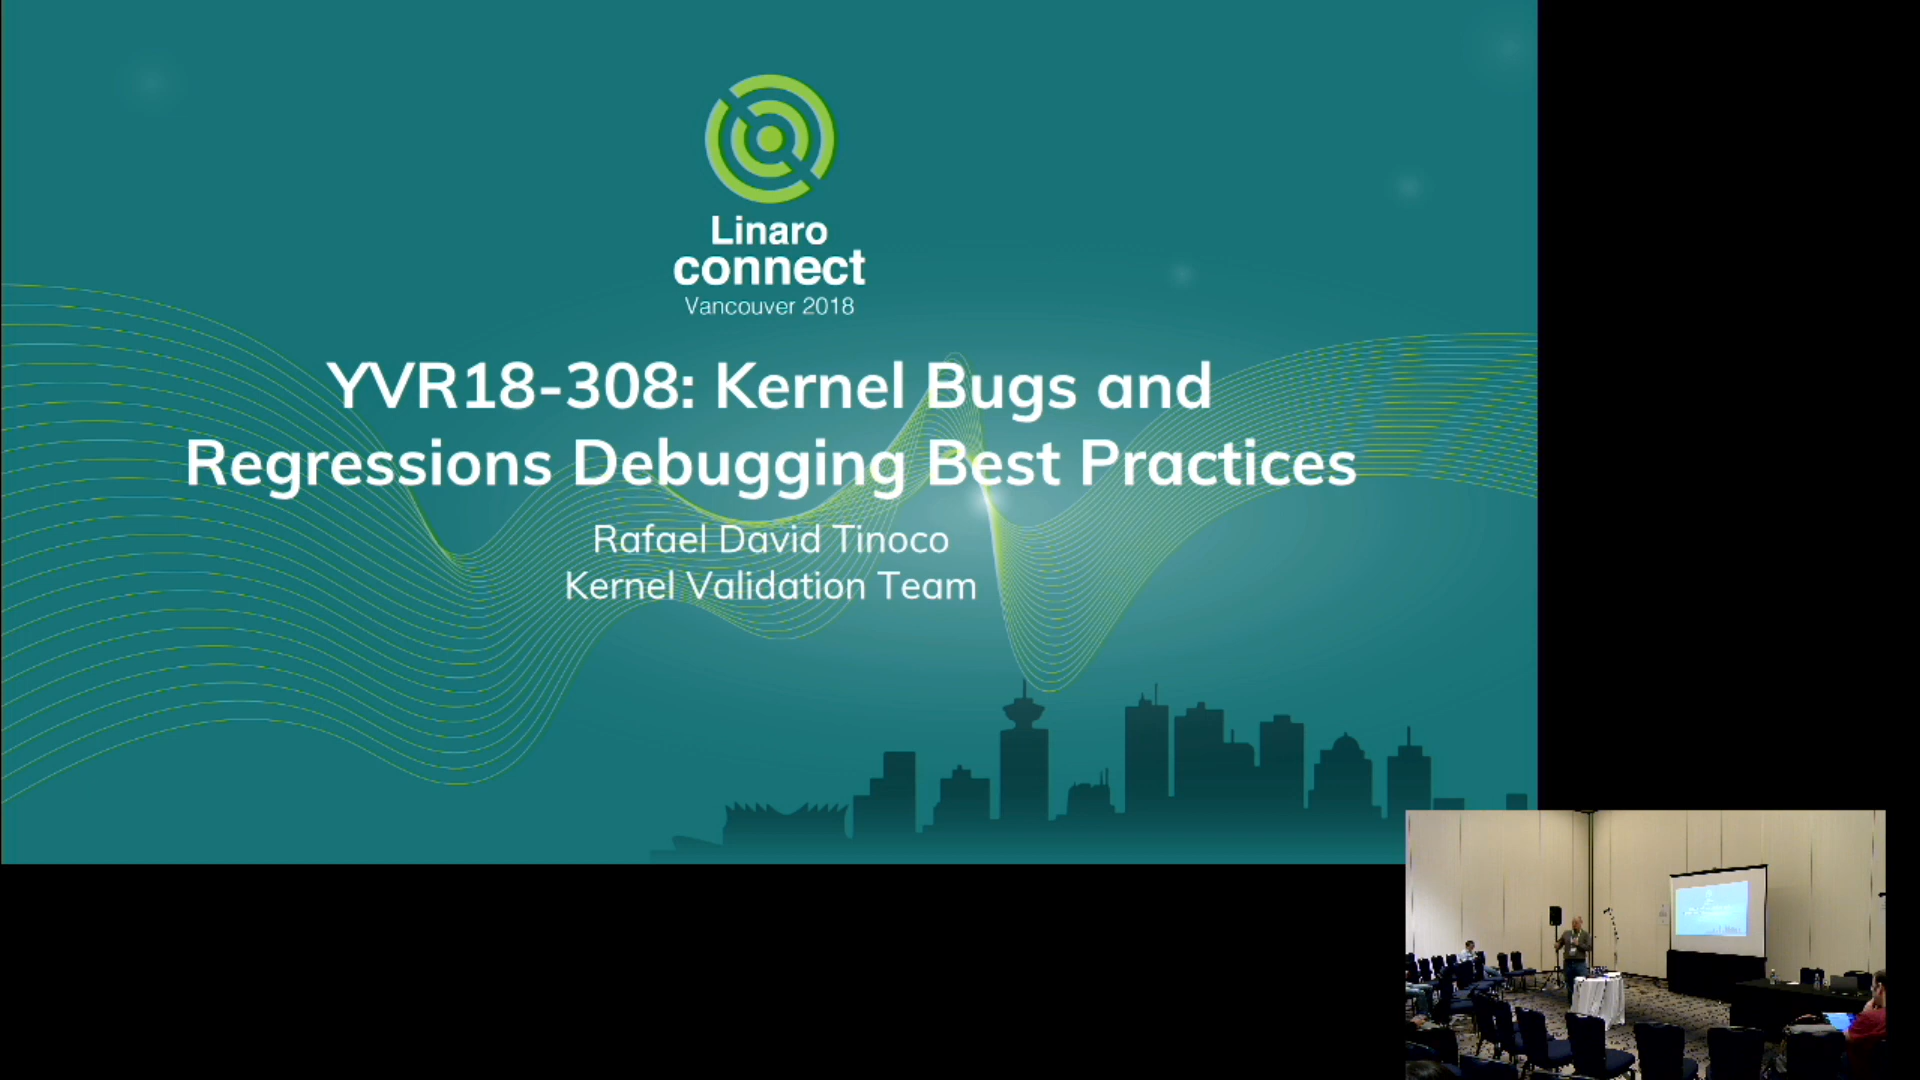 Linaro
connect
Vancouver 2018
YVR18-308: Kernel Bugs and
Regressions Debugging Best Practices
Rafael David Tinoco
Kernel Validation Team